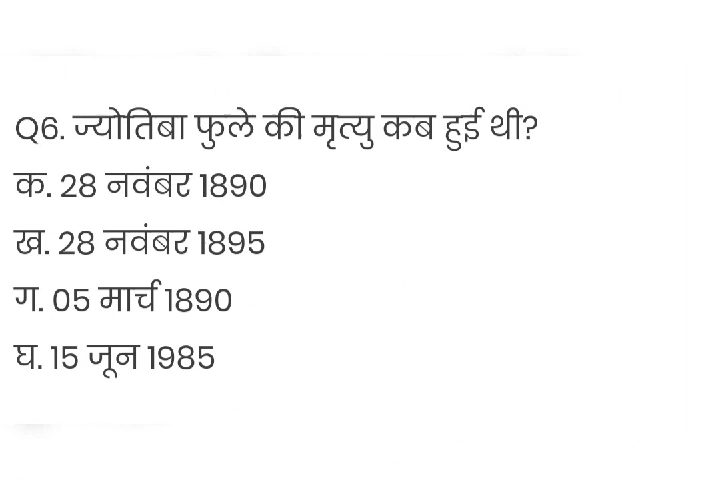 Q6. ज्योतिबा फुले की मृत्यु कब हुई थी?
क. 28 नवंबर 1890
ख. 28 नवंबर 1895
ग. 05 मार्च 1890
घ. 15 जून 1985